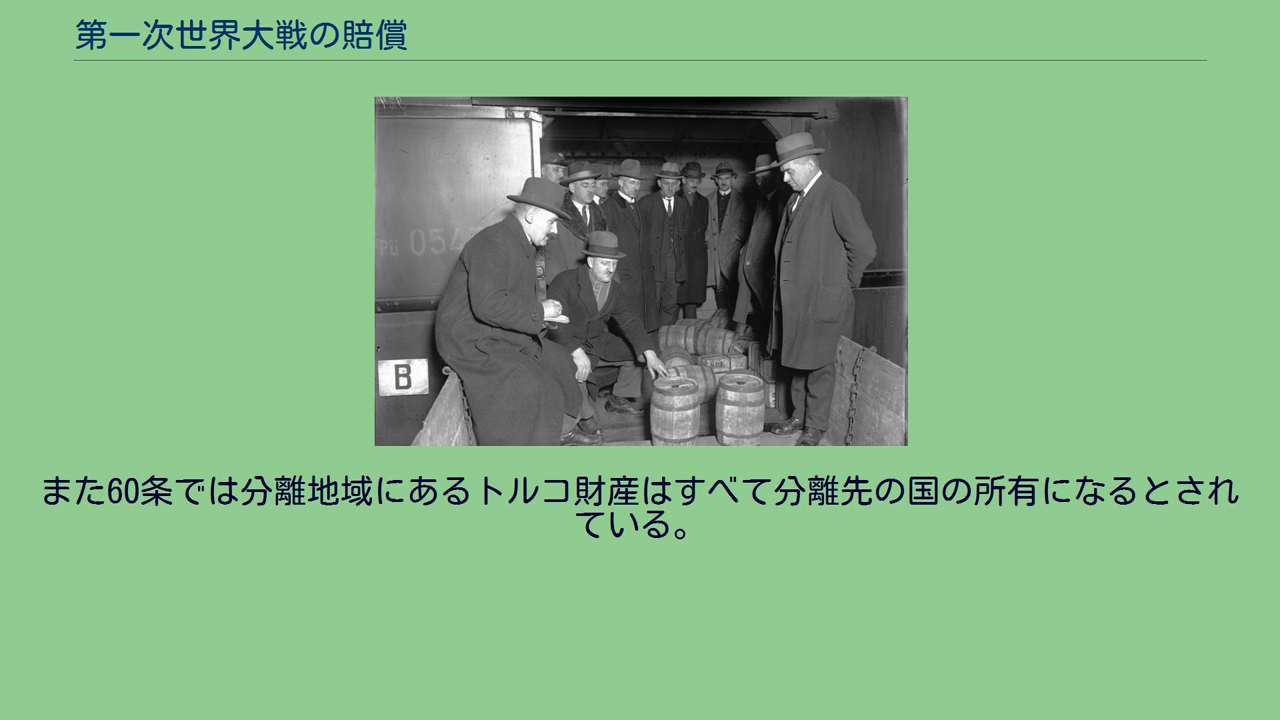 第一次世界大戦の賠償
0547
B
また60条では分離地域にあるトルコ財産はすべて分離先の国の所有になるとされ
ている。